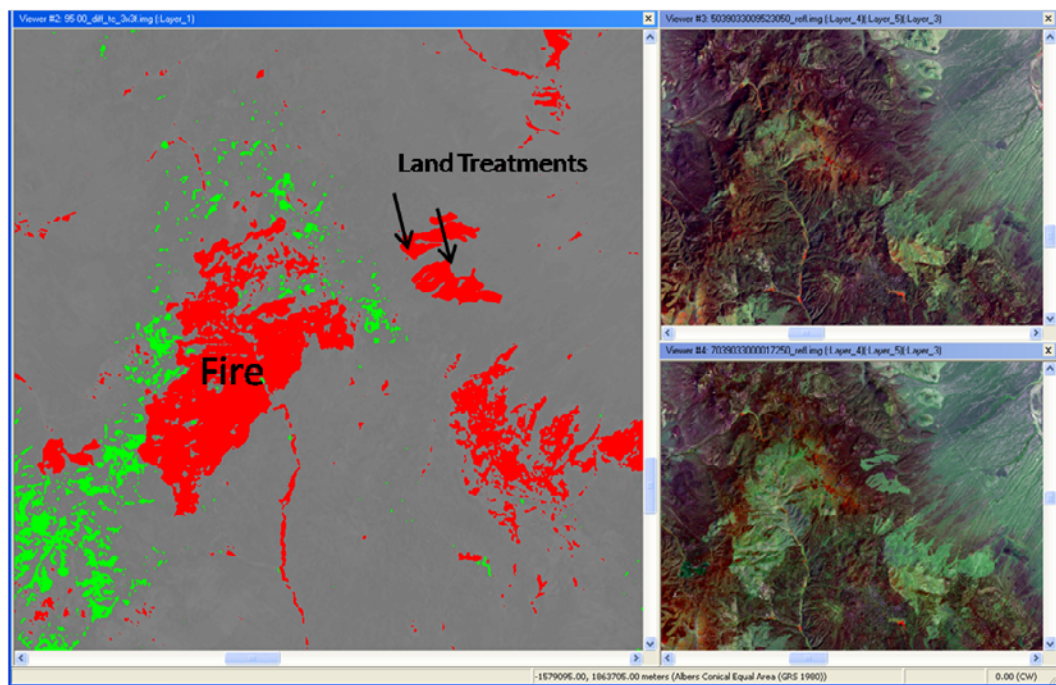 Viewer #2: 95 00_diff_tc_3x3f.img (:Layer_1)
Land Treatments
Fire
Viewer #3: 5039033009523050_refl.img (:Layer_4)(:Layer_5)(:Layer_3)
Viewer #4: 7039033000017250_refl.img (:Layer_4)(:Layer_5)(:Layer_3)
-1579095.00, 1863705.00 meters (Albers Conical Equal Area (GRS 1980))
0.00 (CW)